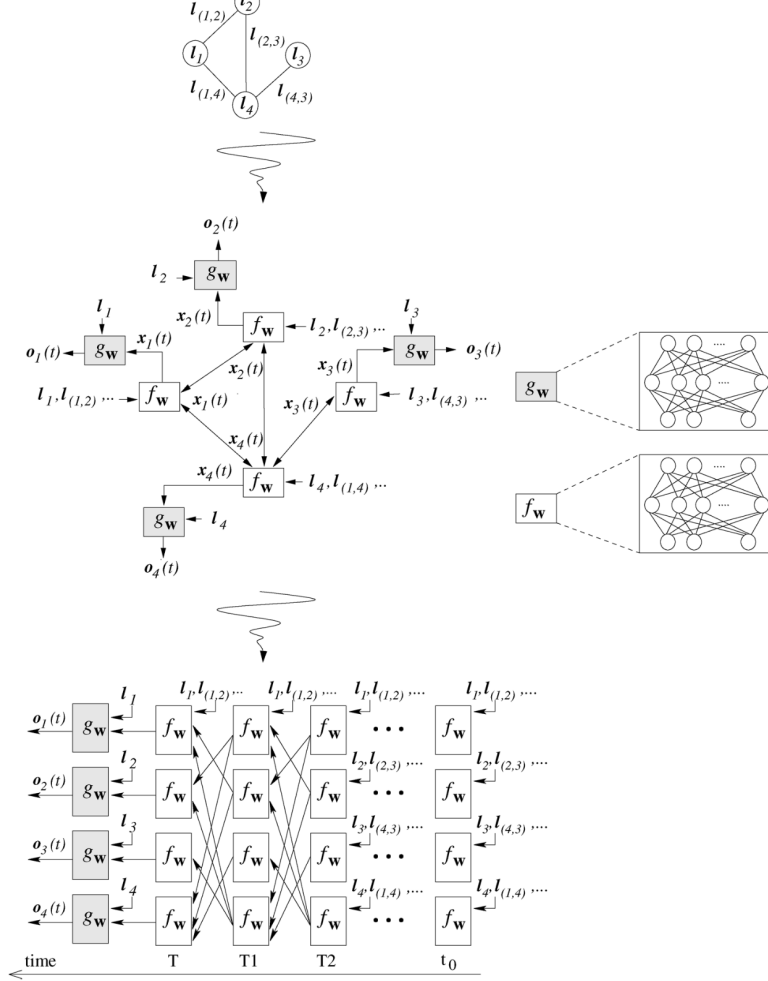 l(1,2) l2
l1 l(2,3) l3
l(1,4) l4 l(4,3)
o2(t)
l2 gw
l1 x2(t) fw l2, l(2,3) ,.. l3
o1(t) gw x1(t) x3(t) gw o3(t)
x2(t)
l1, l(1,2) ,.. fw x1(t) x3(t) fw l3, l(4,3) ,.. gw ....
....
x4(t)
x4(t) fw l4, l(1,4) ,.. fw ....
....
gw l4
o4(t)
l1 l1, l(1,2) ,... l1, l(1,2) ,... l1, l(1,2) ,... l1, l(1,2) ,...
o1(t) gw fw fw fw ... fw
l2 l2, l(2,3) ,... l2, l(2,3) ,...
o2(t) gw fw fw fw ... fw
l3 l3, l(4,3) ,... l3, l(4,3) ,...
o3(t) gw fw fw fw ... fw
l4 l4, l(1,4) ,... l4, l(1,4) ,...
o4(t) gw fw fw fw ... fw
time T T1 T2 t0